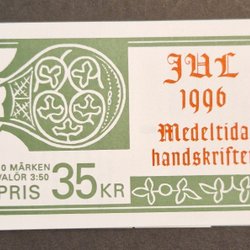 JUL
1996
Medeltida
handskrifter
10 MÄRKEN
VALÖR 3:50
PRIS 35 KR